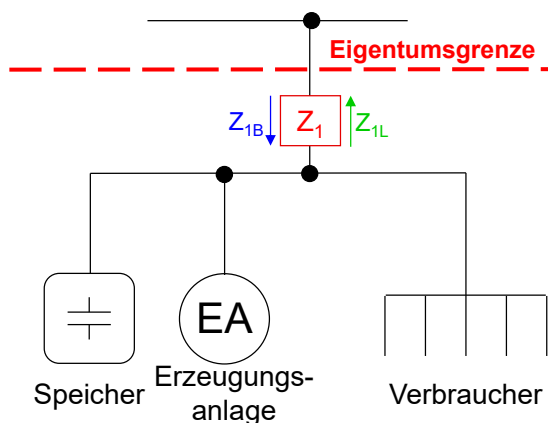 Eigentumsgrenze
Z1B Z1 Z1L
EA
Speicher
Erzeugungs-
anlage
Verbraucher